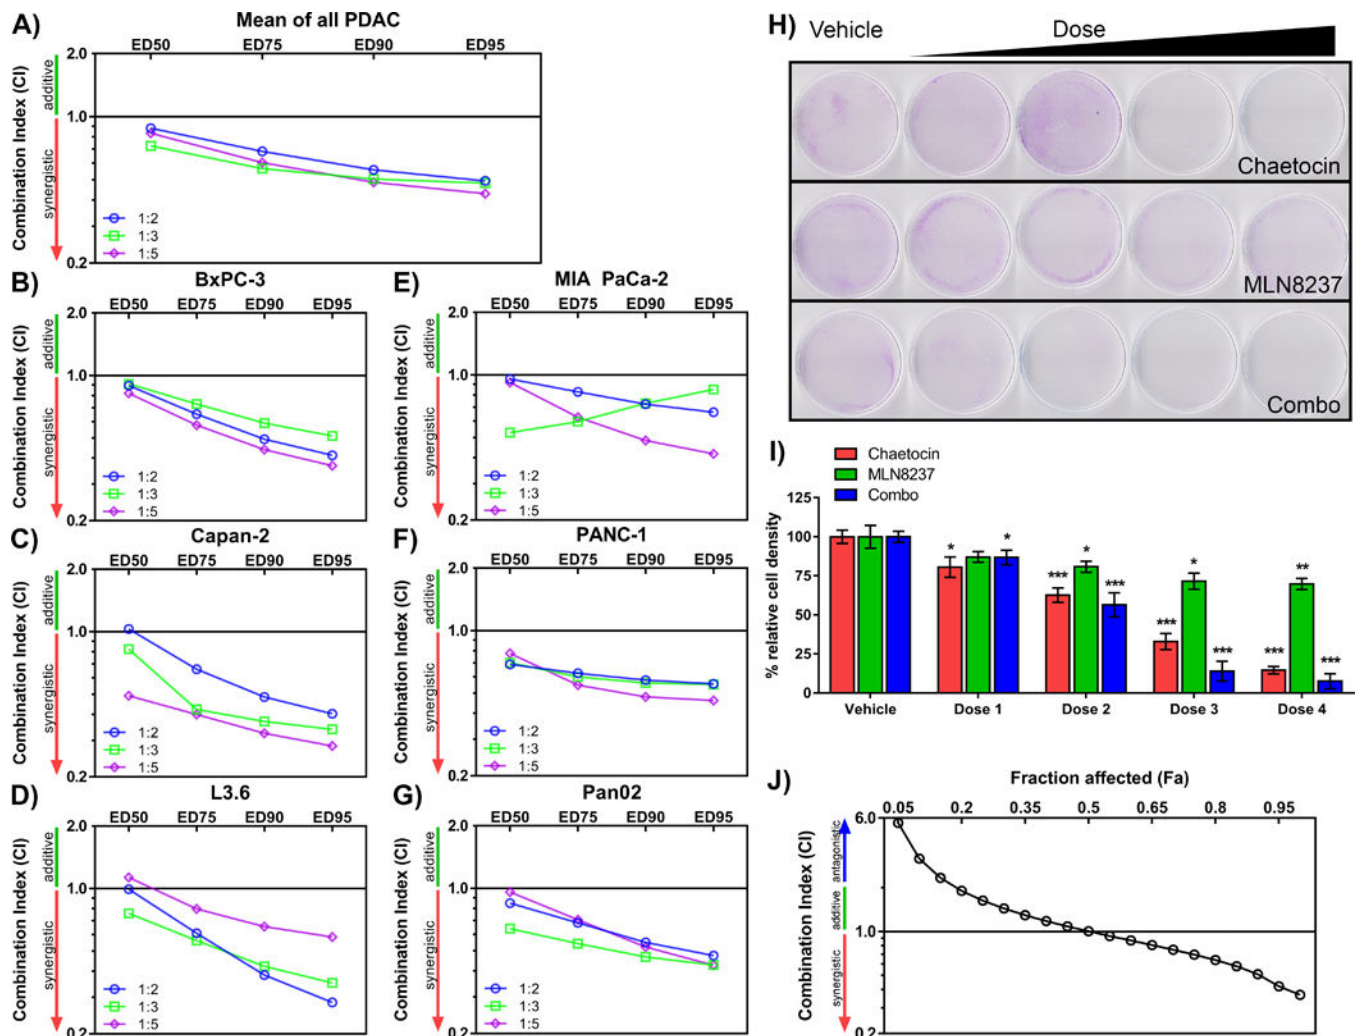 A)
Mean of all PDAC
ED50 ED75 ED90 ED95
2.0
1.0
0.2
Combination Index (CI)
additive
synergistic
1:2
1:3
1:5
B)
BxPC-3
ED50 ED75 ED90 ED95
2.0
1.0
0.2
Combination Index (CI)
additive
synergistic
1:2
1:3
1:5
C)
Capan-2
ED50 ED75 ED90 ED95
2.0
1.0
0.2
Combination Index (CI)
additive
synergistic
1:2
1:3
1:5
D)
L3.6
ED50 ED75 ED90 ED95
2.0
1.0
0.2
Combination Index (CI)
additive
synergistic
1:2
1:3
1:5
E)
MIA PaCa-2
ED50 ED75 ED90 ED95
2.0
1.0
0.2
Combination Index (CI)
additive
synergistic
1:2
1:3
1:5
F)
PANC-1
ED50 ED75 ED90 ED95
2.0
1.0
0.2
Combination Index (CI)
additive
synergistic
1:2
1:3
1:5
G)
Pan02
ED50 ED75 ED90 ED95
2.0
1.0
0.2
Combination Index (CI)
additive
synergistic
1:2
1:3
1:5
H)
Vehicle Dose
Chaetocin
MLN8237
Combo
I)
Chaetocin
MLN8237
Combo
% relative cell density
125
100
75
50
25
0
* *
*** * ***
*** * ***
*** ** ***
Vehicle Dose 1 Dose 2 Dose 3 Dose 4
J)
Fraction affected (Fa)
0.05 0.2 0.35 0.5 0.65 0.8 0.95
6.0
1.0
0.2
Combination Index (CI)
antagonistic
additive
synergistic